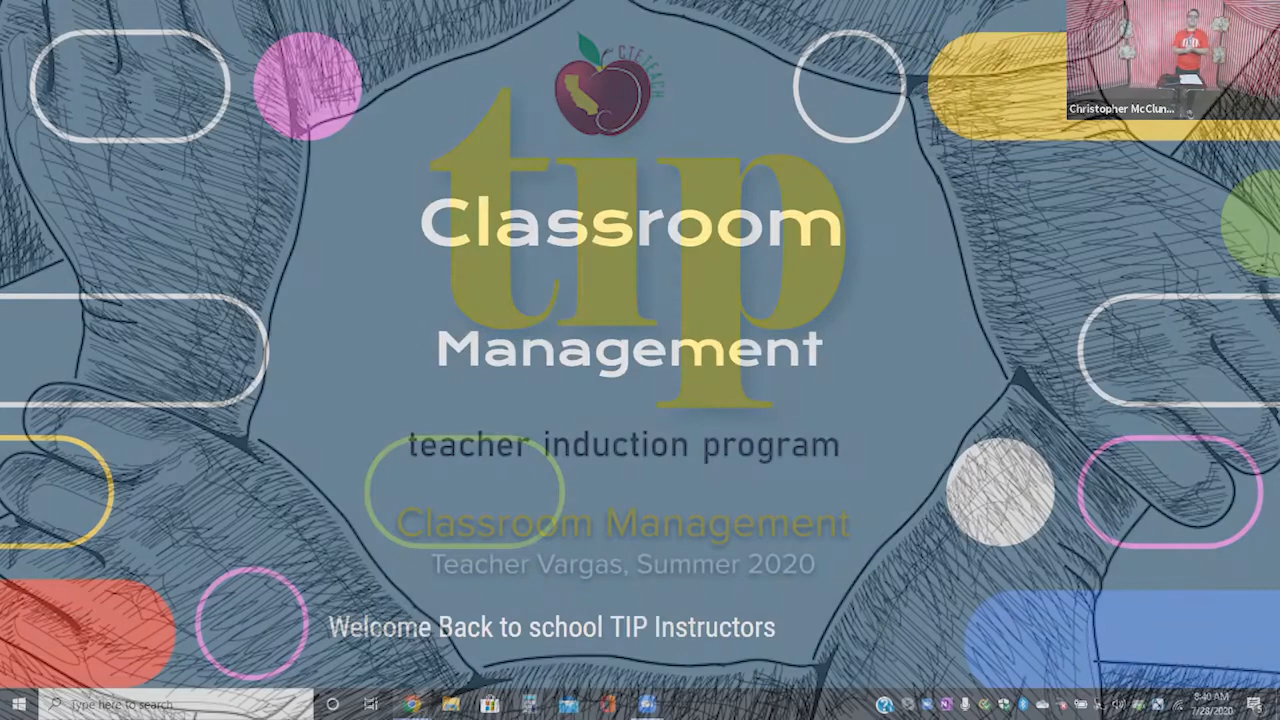 CTE TEACH
Christopher McClun...
tip
Classroom
Management
teacher induction program
Classroom Management
Teacher Vargas, Summer 2020
Welcome Back to school TIP Instructors
Type here to search
8:40 AM
7/28/2020